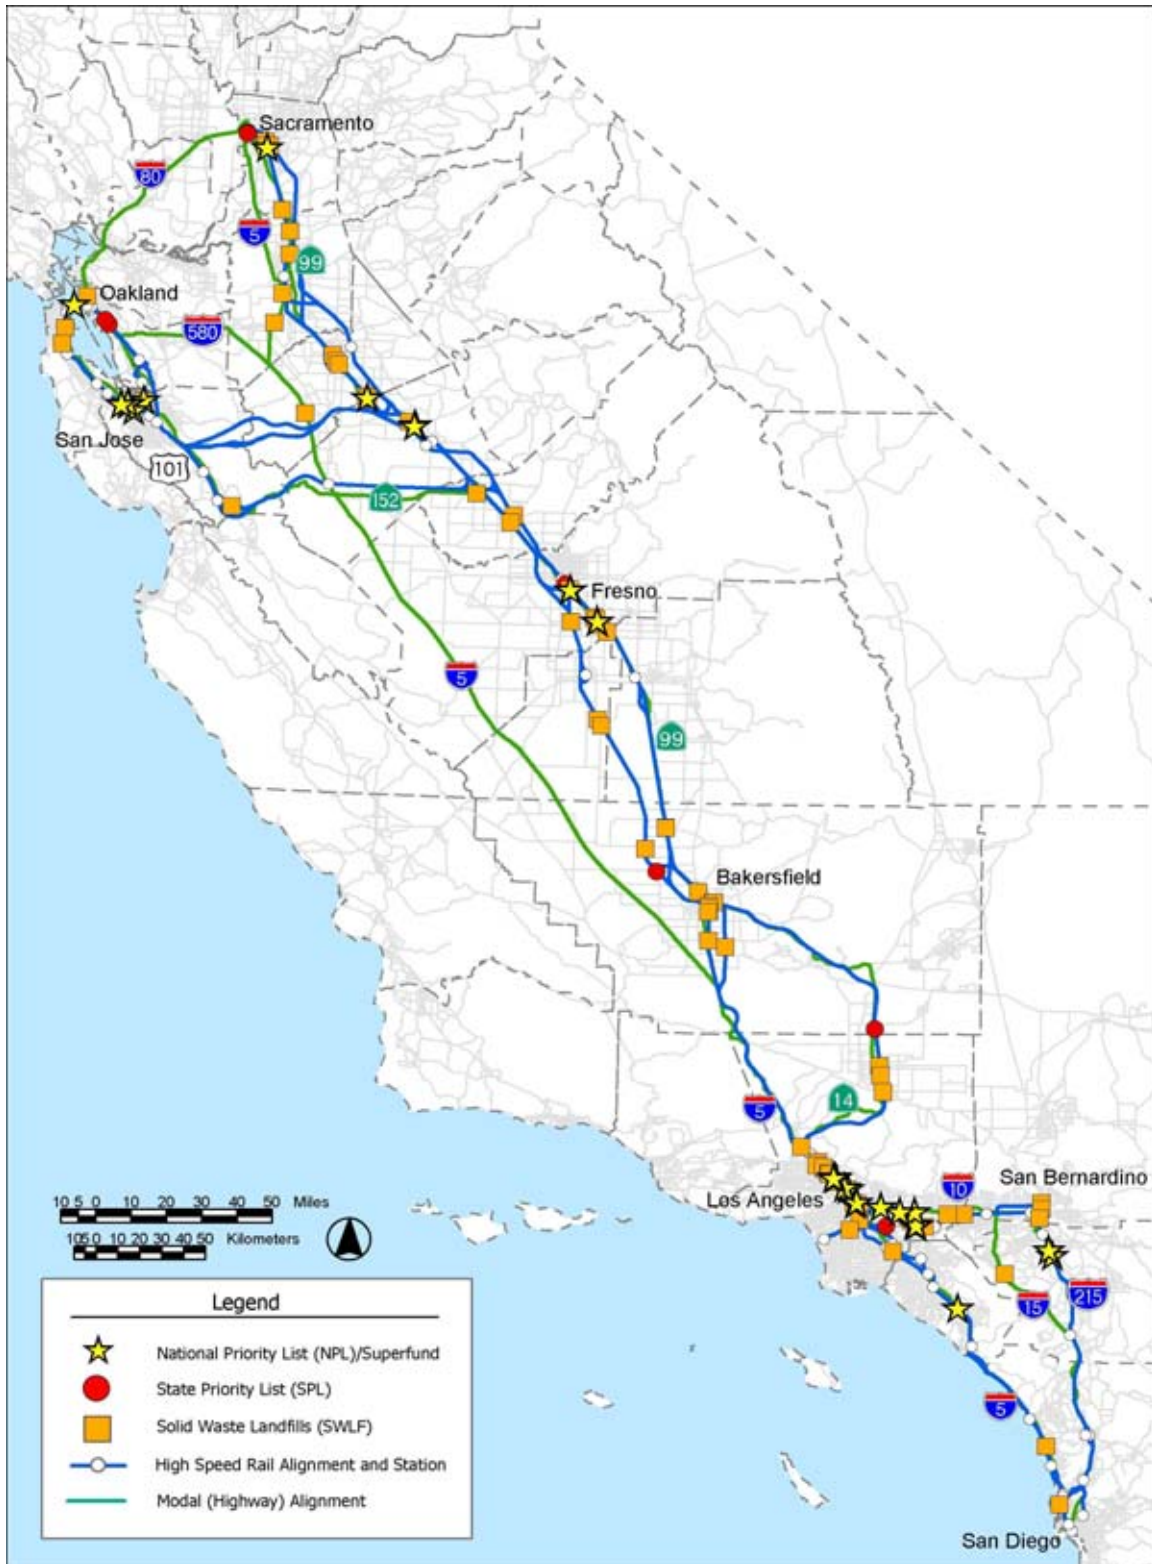 Sacramento
80
5
99
Oakland
580
San Jose
101
152
Fresno
5
99
Bakersfield
5
14
10
San Bernardino
Los Angeles
10 5 0 10 20 30 40 50 Miles
105 0 10 20 30 40 50 Kilometers
15
215
5
San Diego
Legend
National Priority List (NPL)/Superfund
State Priority List (SPL)
Solid Waste Landfills (SWLF)
High Speed Rail Alignment and Station
Modal (Highway) Alignment